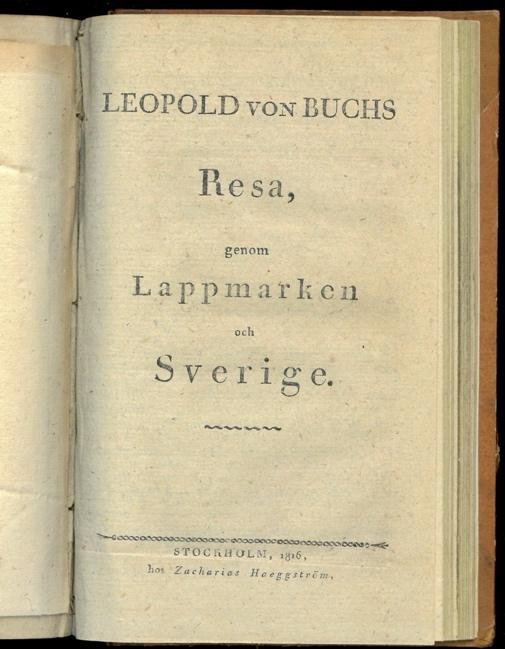 LEOPOLD VON BUCHS
Resa,
genom
Lappmarken
och
Sverige.
STOCKHOLM, 1816,
hos Zacharias Haeggström.